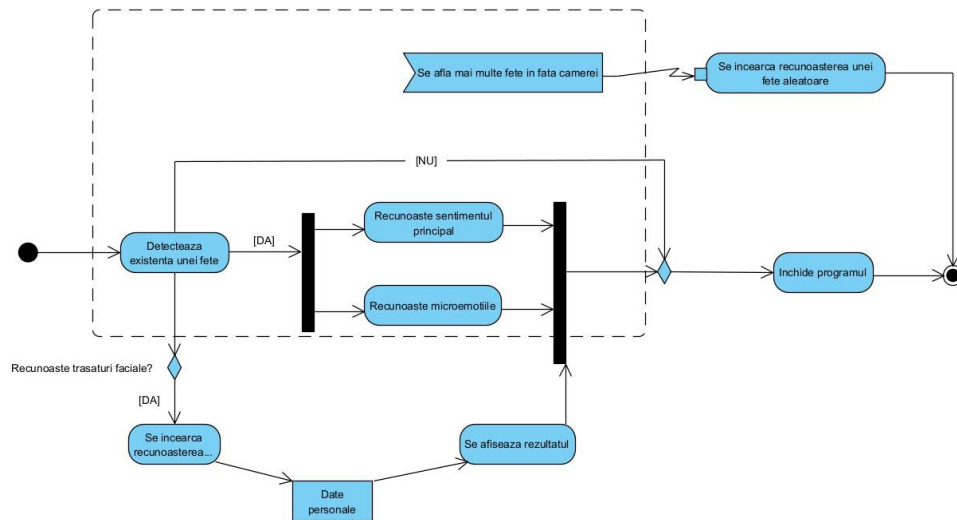 Se afla mai multe fete in fata camerei
Se incearca recunoasterea unei
fete aleatoare
[NU]
Recunoaste sentimentul
principal
Detecteaza
existenta unei fete
[DA]
Recunoaste microemotiile
Inchide programul
Recunoaste trasaturi faciale?
[DA]
Se incearca
recunoasterea...
Se afiseaza rezultatul
Date
personale